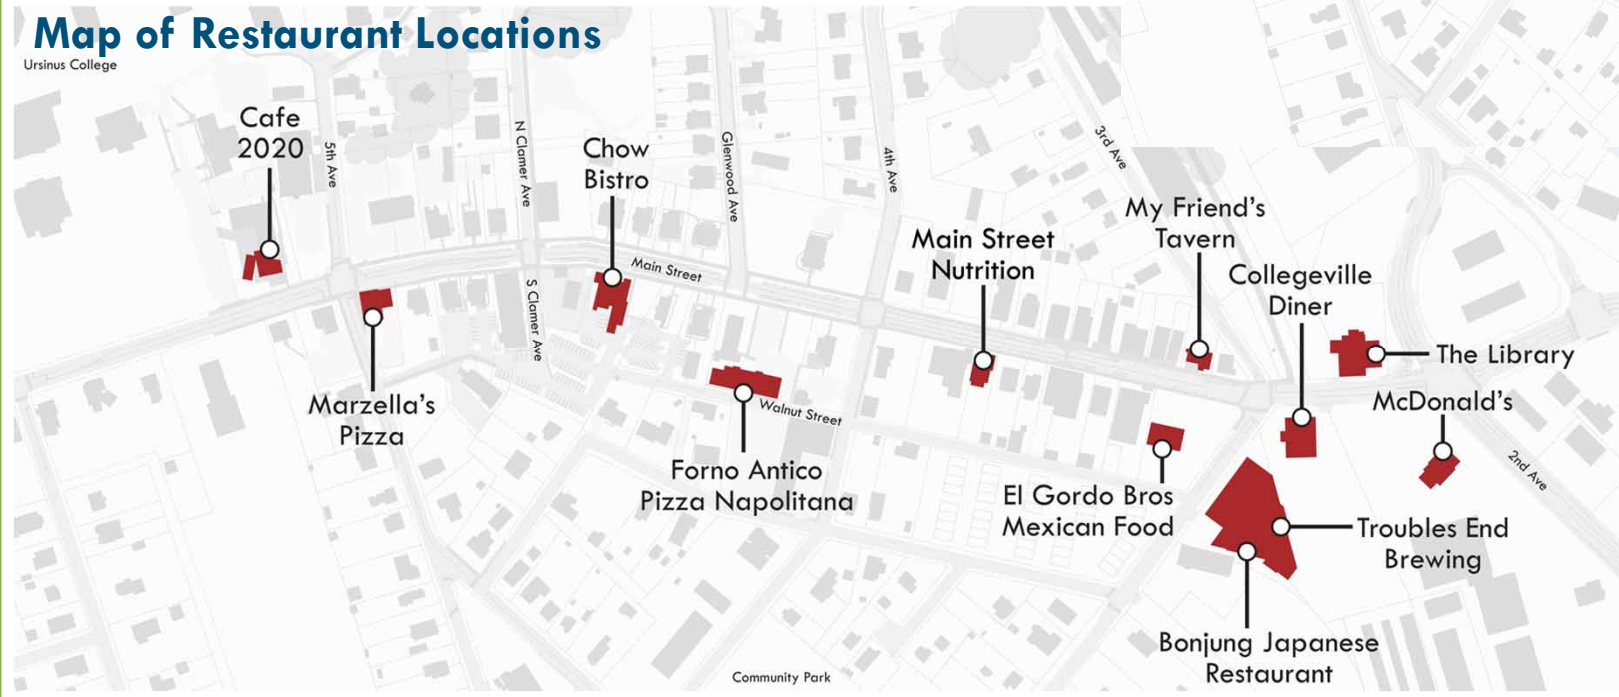 Map of Restaurant Locations
Ursinus College
Cafe
2020
5th Ave
N Clamer Ave
Chow
Bistro
Glenwood Ave
4th Ave
3rd Ave
My Friend's
Tavern
Main Street
Nutrition
Main Street
Collegeville
Diner
S Clamer Ave
The Library
McDonald's
Marzella's
Pizza
Walnut Street
2nd Ave
Forno Antico
Pizza Napolitana
El Gordo Bros
Mexican Food
Troubles End
Brewing
Bonjung Japanese
Restaurant
Community Park